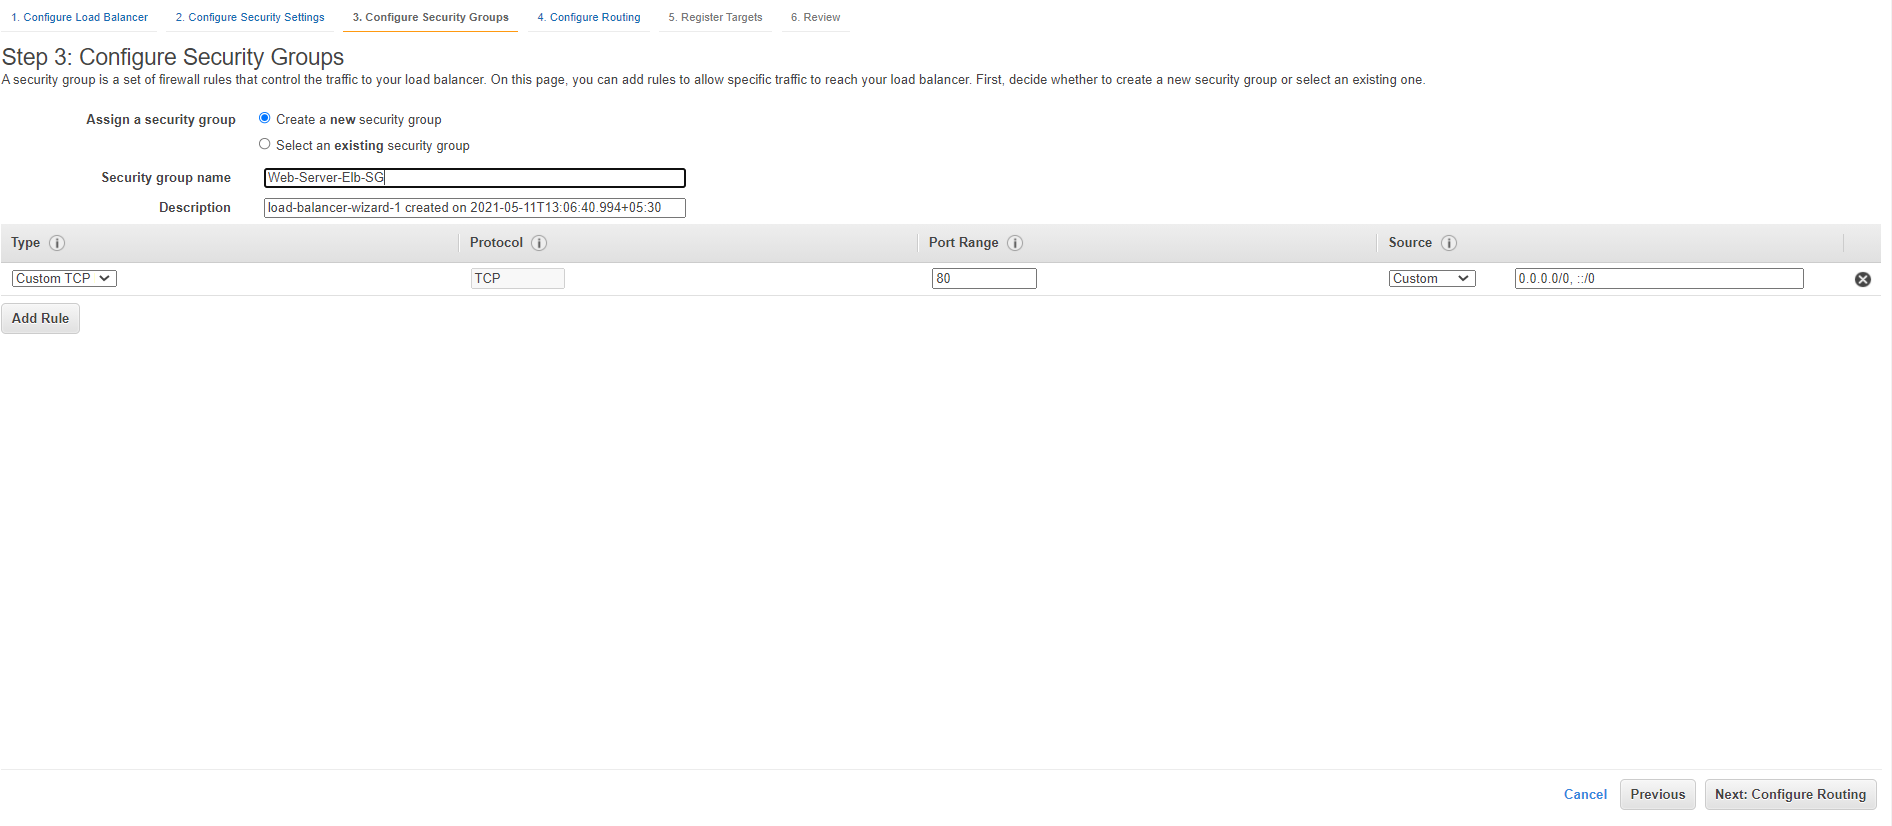 1. Configure Load Balancer 2. Configure Security Settings 3. Configure Security Groups 4. Configure Routing 5. Register Targets 6. Review
Step 3: Configure Security Groups
A security group is a set of firewall rules that control the traffic to your load balancer. On this page, you can add rules to allow specific traffic to reach your load balancer. First, decide whether to create a new security group or select an existing one.
Assign a security group Create a new security group
Select an existing security group
Security group name Web-Server-Elb-SG
Description load-balancer-wizard-1 created on 2021-05-11T13:06:40.994+05:30
Type i Protocol i Port Range i Source i
Custom TCP TCP 80 Custom 0.0.0.0/0, ::/0
Add Rule
Cancel Previous Next: Configure Routing